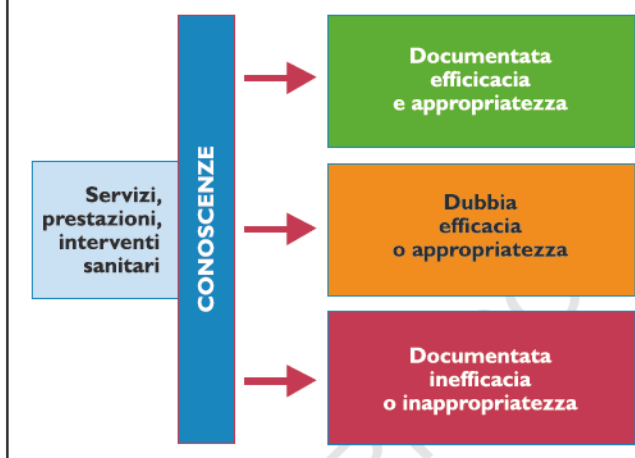 Servizi,
prestazioni,
interventi
sanitari
CONOSCENZE
Documentata
efficicacia
e appropriatezza
Dubbia
efficacia
o appropriatezza
Documentata
inefficacia
o inappropriatezza